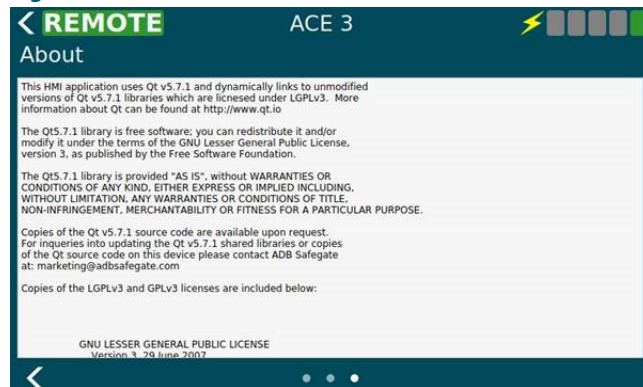 REMOTE
ACE 3
About
This HMI application uses Qt v5.7.1 and dynamically links to unmodified
versions of Qt v5.7.1 libraries which are licnesed under LGPLv3. More
information about Qt can be found at http://www.qt.io
The Qt5.7.1 library is free software; you can redistribute it and/or
modify it under the terms of the GNU Lesser General Public License,
version 3, as published by the Free Software Foundation.
The Qt5.7.1 library is provided "AS IS", without WARRANTIES OR
CONDITIONS OF ANY KIND, EITHER EXPRESS OR IMPLIED INCLUDING,
WITHOUT LIMITATION, ANY WARRANTIES OR CONDITIONS OF TITLE,
NON-INFRINGEMENT, MERCHANTABILITY OR FITNESS FOR A PARTICULAR PURPOSE.
Copies of the Qt v5.7.1 source code are available upon request.
For inqueries into updating the Qt v5.7.1 shared libraries or copies
of the Qt source code on this device please contact ADB Safegate
at: marketing@adbsafegate.com
Copies of the LGPLv3 and GPLv3 licenses are included below:
GNU LESSER GENERAL PUBLIC LICENSE
Version 3, 29 June 2007